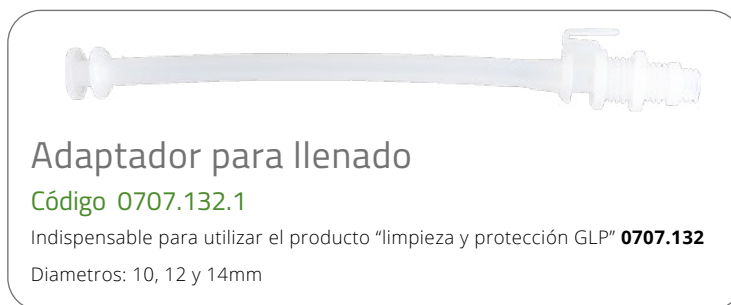 Adaptador para llenado
Código 0707.132.1
Indispensable para utilizar el producto “limpieza y protección GLP” 0707.132
Diametros: 10, 12 y 14mm